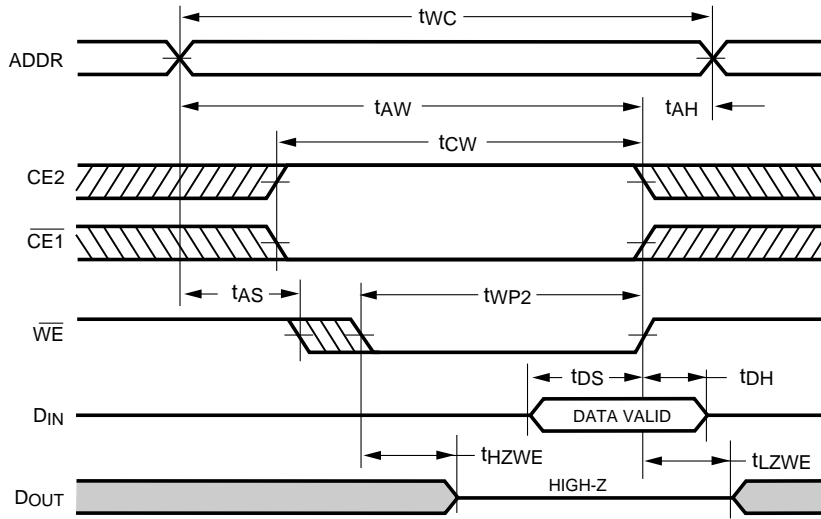 tWC
ADDR
tAW
tAH
tCW
CE2
CE1
tAS
tWP2
WE
tDS
tDH
DIN
DATA VALID
tHZWE
tLZWE
HIGH-Z
DOUT